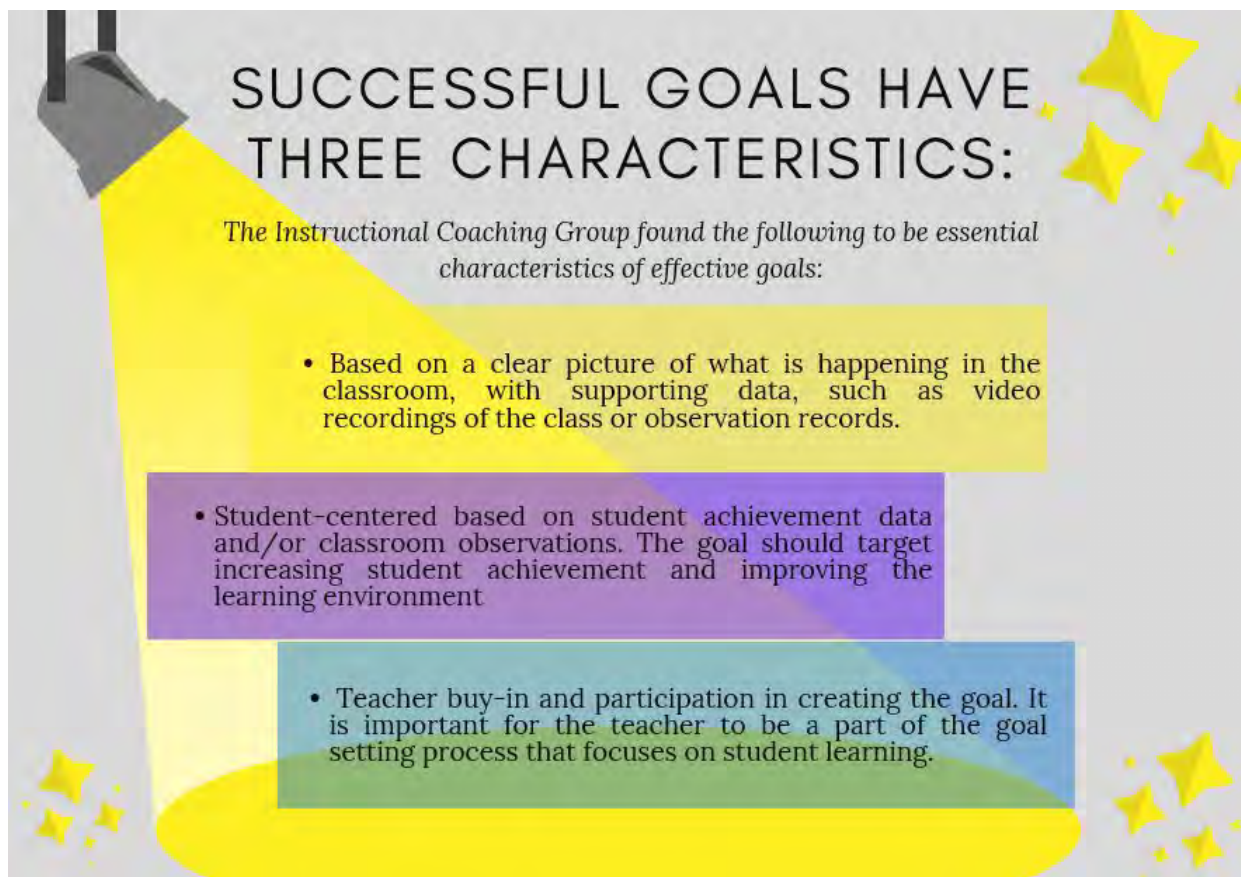 SUCCESSFUL GOALS HAVE
THREE CHARACTERISTICS:
The Instructional Coaching Group found the following to be essential
characteristics of effective goals:
• Based on a clear picture of what is happening in the
classroom, with supporting data, such as video
recordings of the class or observation records.
• Student-centered based on student achievement data
and/or classroom observations. The goal should target
increasing student achievement and improving the
learning environment
• Teacher buy-in and participation in creating the goal. It
is important for the teacher to be a part of the goal
setting process that focuses on student learning.